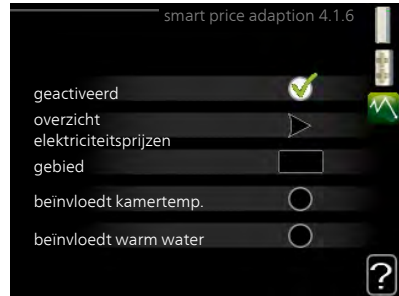 smart price adaption 4.1.6
geactiveerd
overzicht
elektriciteitsprijzen
gebied
beïnvloedt kamertemp.
beïnvloedt warm water
?